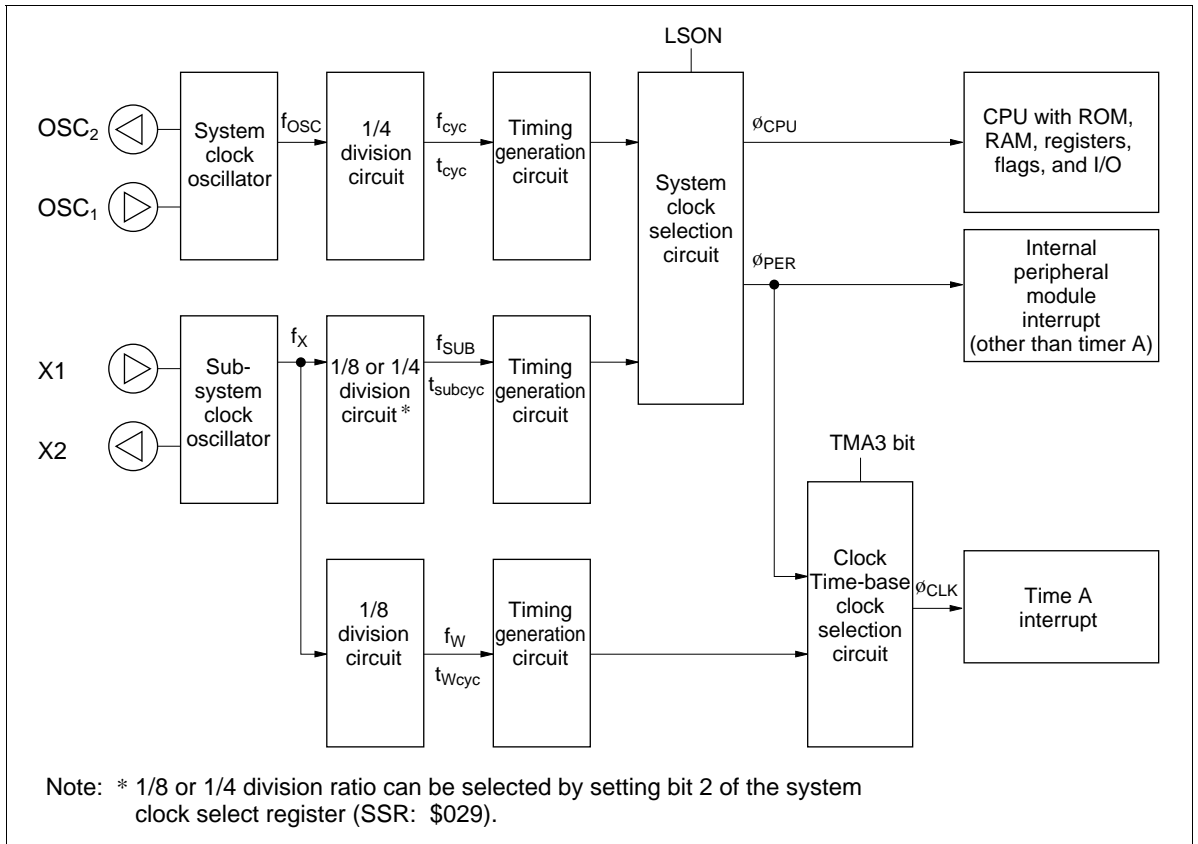 LSON
OSC2
OSC1
System
clock
oscillator
fOSC
1/4
division
circuit
fcyc
tcyc
Timing
generation
circuit
System
clock
selection
circuit
øCPU
øPER
CPU with ROM,
RAM, registers,
flags, and I/O
Internal
peripheral
module
interrupt
(other than timer A)
X1
X2
Sub-
system
clock
oscillator
fX
1/8 or 1/4
division
circuit *
fSUB
tsubcyc
Timing
generation
circuit
TMA3 bit
1/8
division
circuit
fW
tWcyc
Timing
generation
circuit
Clock
Time-base
clock
selection
circuit
øCLK
Time A
interrupt
Note: * 1/8 or 1/4 division ratio can be selected by setting bit 2 of the system
clock select register (SSR: $029).